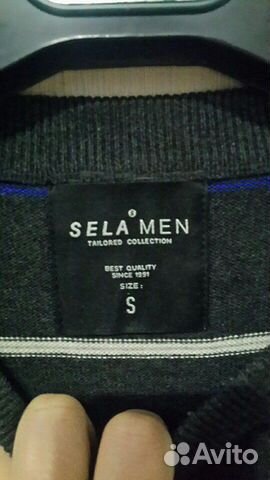 S
SELA MEN
TAILORED COLLECTION
BEST QUALITY
SINCE 1991
SIZE:
S
Avito